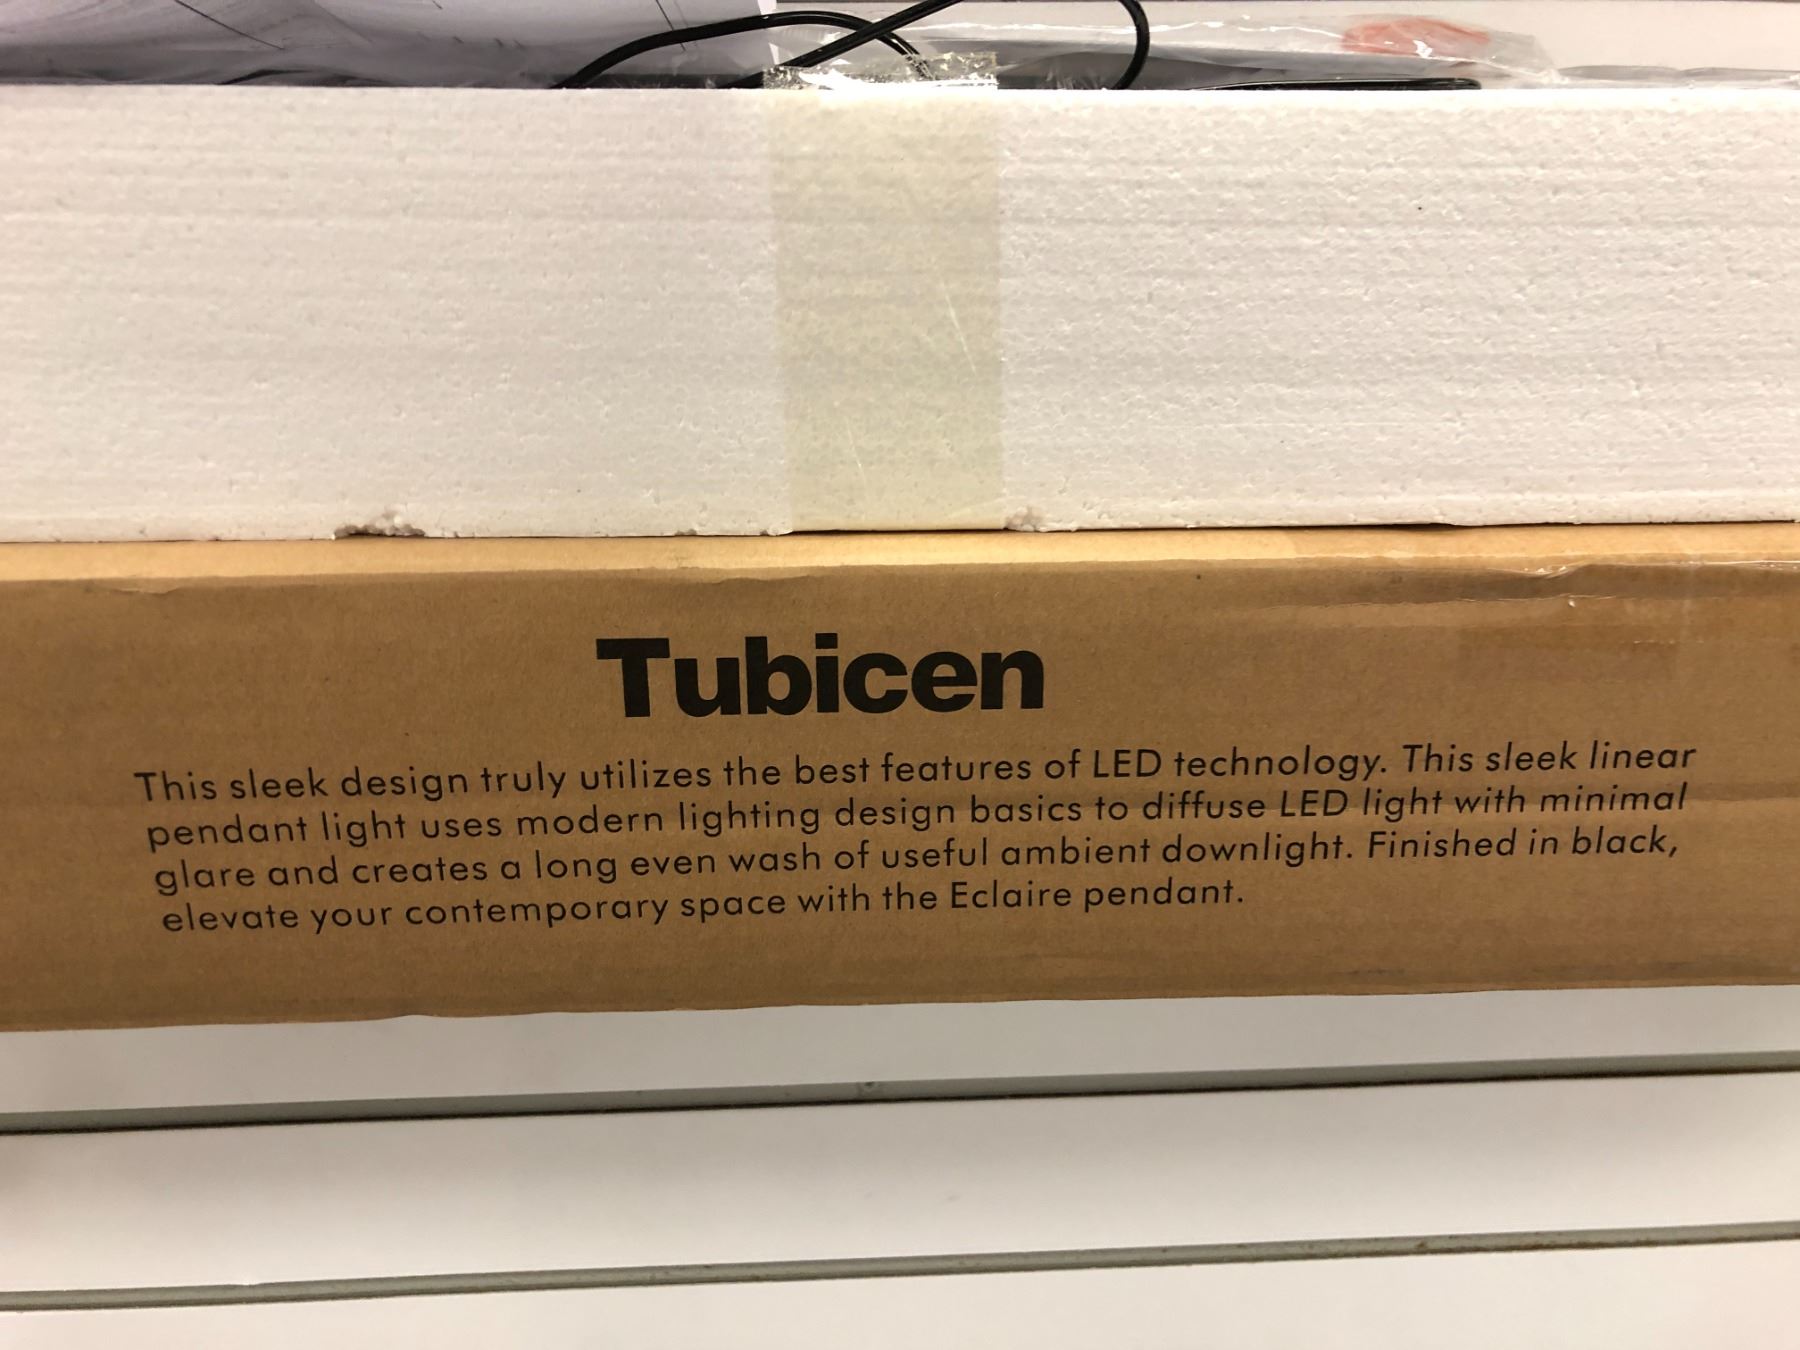 Tubicen
This sleek design truly utilizes the best features of LED technology. This sleek linear
pendant light uses modern lighting design basics to diffuse LED light with minimal
glare and creates a long even wash of useful ambient downlight. Finished in black,
elevate your contemporary space with the Eclaire pendant.